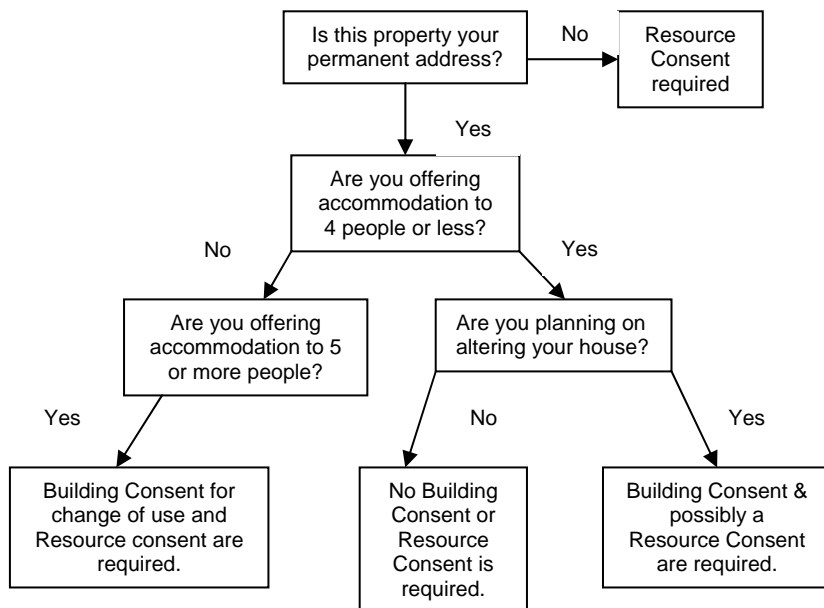 Is this property your
permanent address?
No
Resource
Consent
required
Yes
Are you offering
accommodation to
4 people or less?
No
Yes
Are you offering
accommodation to 5
or more people?
Are you planning on
altering your house?
Yes
No
Yes
Building Consent for
change of use and
Resource consent are
required.
No Building
Consent or
Resource
Consent is
required.
Building Consent &
possibly a
Resource Consent
are required.